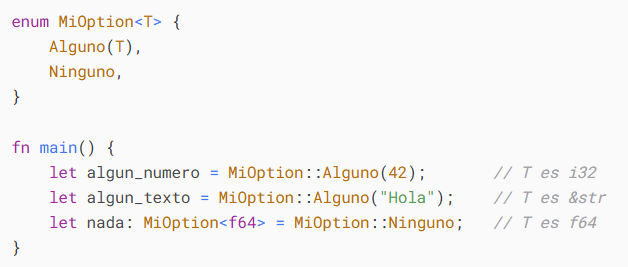 enum MiOption<T> {
    Alguno(T),
    Ninguno,
}

fn main() {
    let algun_numero = MiOption::Alguno(42);       // T es i32
    let algun_texto = MiOption::Alguno("Hola");    // T es &str
    let nada: MiOption<f64> = MiOption::Ninguno;   // T es f64
}